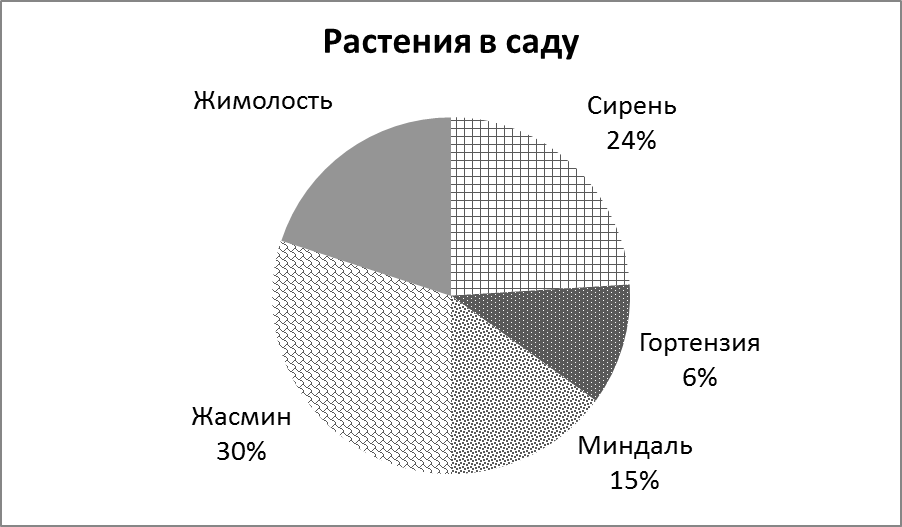 Растения в саду
Жимолость
Сирень
24%
Гортензия
6%
Миндаль
15%
Жасмин
30%